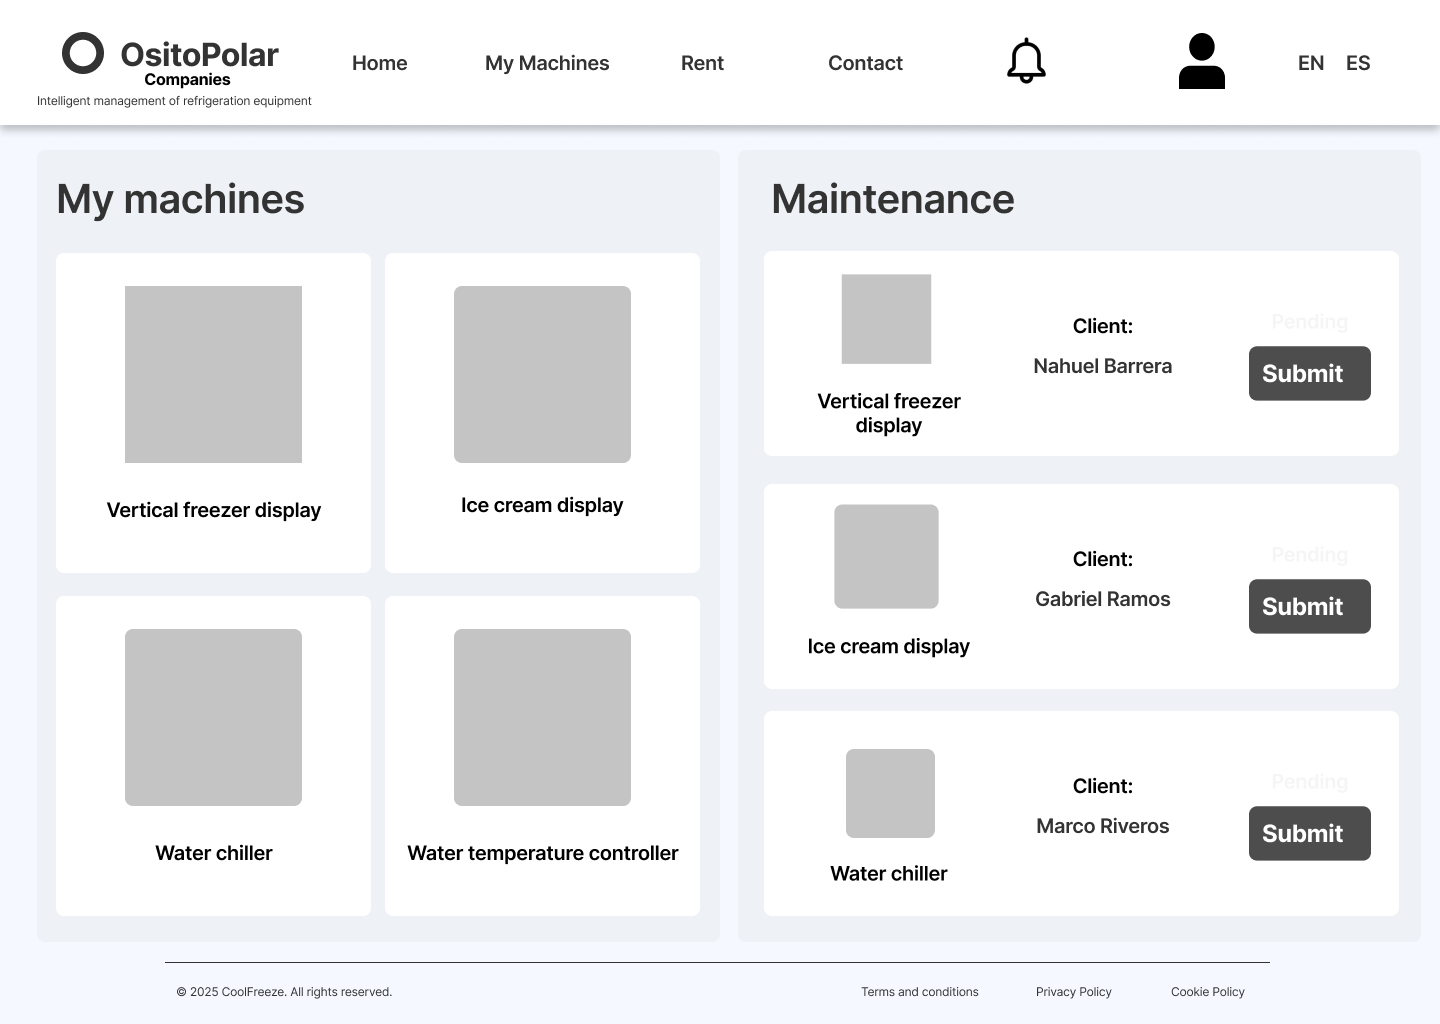 OsitoPolar
Companies
Intelligent management of refrigeration equipment
Home
My Machines
Rent
Contact
EN
ES
My machines
Vertical freezer display
Ice cream display
Water chiller
Water temperature controller
Maintenance
Vertical freezer
display
Client:
Nahuel Barrera
Pending
Submit
Ice cream display
Client:
Gabriel Ramos
Pending
Submit
Water chiller
Client:
Marco Riveros
Pending
Submit
© 2025 CoolFreeze. All rights reserved.
Terms and conditions
Privacy Policy
Cookie Policy